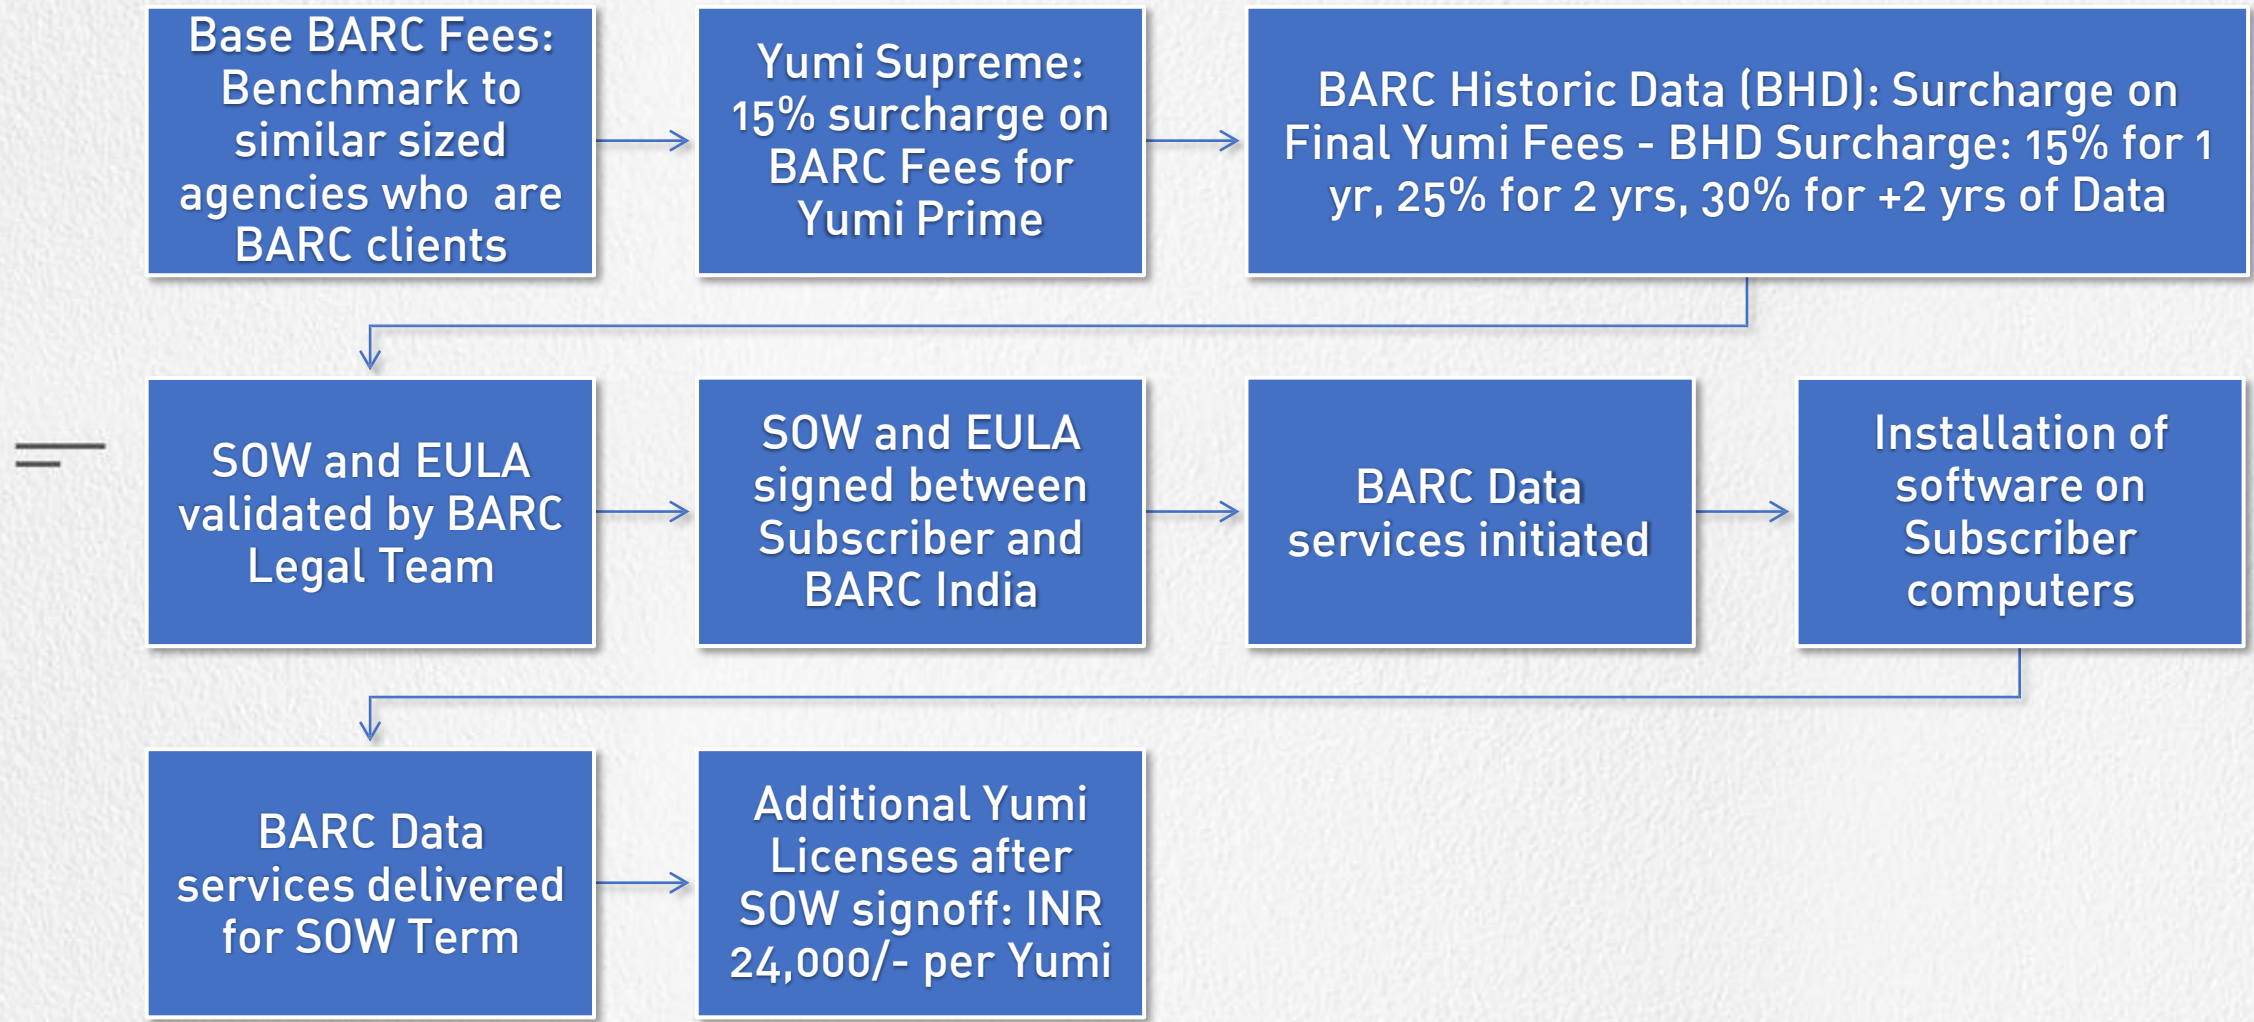 Base BARC Fees:
Benchmark to
similar sized
agencies who are
BARC clients
Yumi Supreme:
15% surcharge on
BARC Fees for
Yumi Prime
BARC Historic Data (BHD): Surcharge on
Final Yumi Fees - BHD Surcharge: 15% for 1
yr, 25% for 2 yrs, 30% for +2 yrs of Data
SOW and EULA
validated by BARC
Legal Team
SOW and EULA
signed between
Subscriber and
BARC India
BARC Data
services initiated
Installation of
software on
Subscriber
computers
BARC Data
services delivered
for SOW Term
Additional Yumi
Licenses after
SOW signoff: INR
24,000/- per Yumi